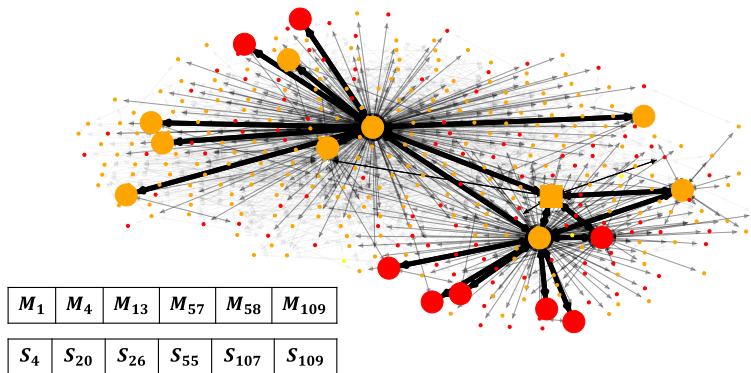 M₁ M₄ M₁₃ M₅₇ M₅₈ M₁₀₉
S₄ S₂₀ S₂₆ S₅₅ S₁₀₇ S₁₀₉